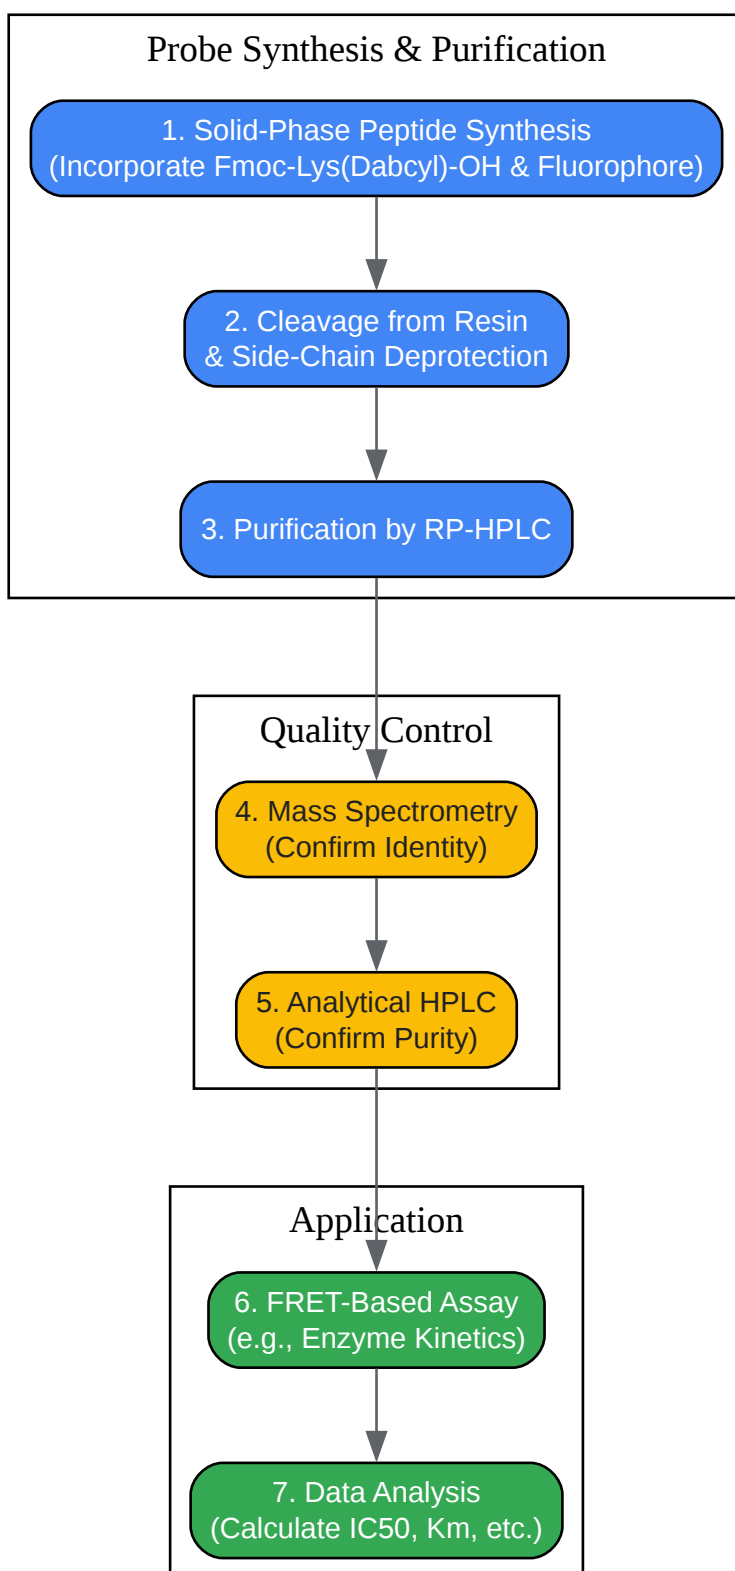 Probe Synthesis & Purification
1. Solid-Phase Peptide Synthesis
(Incorporate Fmoc-Lys(Dabcyl)-OH & Fluorophore)
2. Cleavage from Resin
& Side-Chain Deprotection
3. Purification by RP-HPLC
Quality Control
4. Mass Spectrometry
(Confirm Identity)
5. Analytical HPLC
(Confirm Purity)
Application
6. FRET-Based Assay
(e.g., Enzyme Kinetics)
7. Data Analysis
(Calculate IC50, Km, etc.)